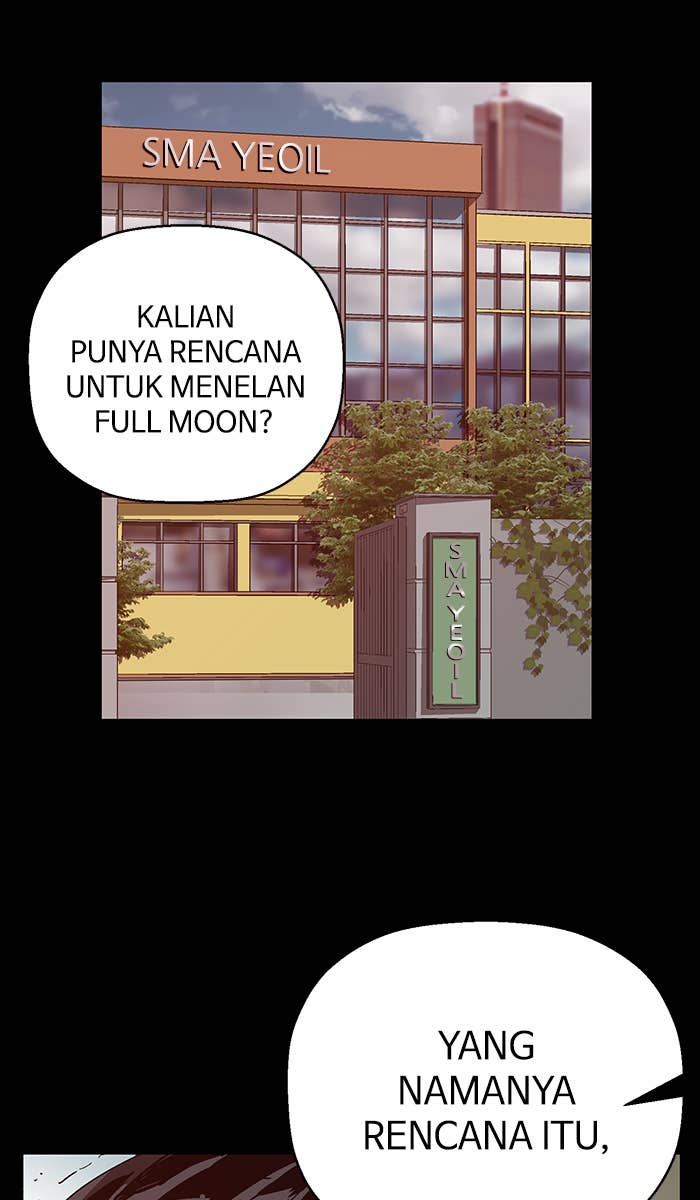 SMA YEOIL
KALIAN
PUNYA RENCANA
UNTUK MENELAN
FULL MOON?
SMA YEOIL
YANG
NAMANYA
RENCANA ITU,